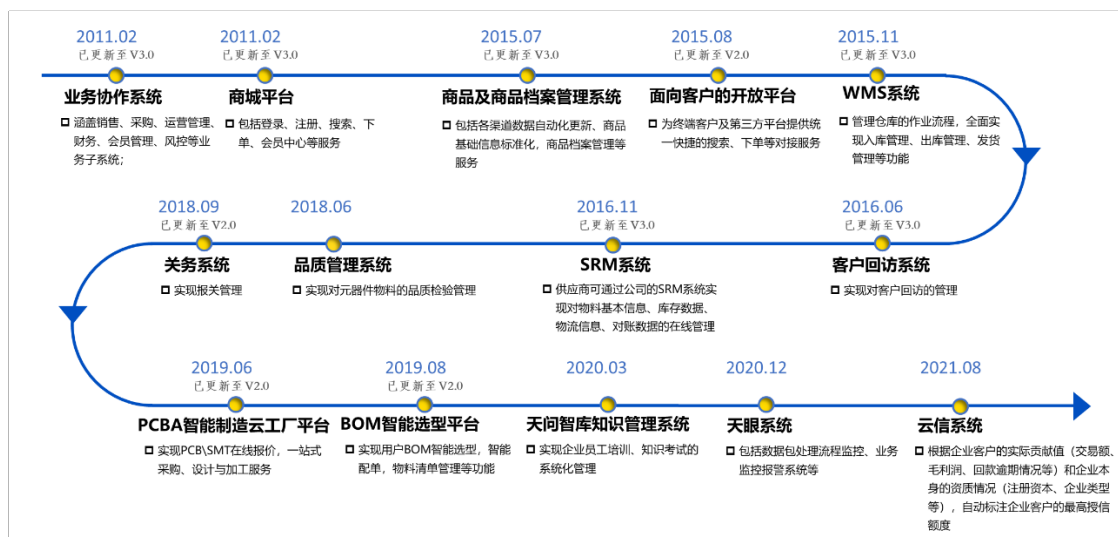 2011.02
已更新至V3.0
业务协作系统
涵盖销售、采购、运营管理、
财务、会员管理、风控等业
务子系统；
2011.02
已更新至V3.0
商城平台
包括登录、注册、搜索、下
单、会员中心等服务
2015.07
已更新至V3.0
商品及商品档案管理系统
包括各渠道数据自动化更新、商品
基础信息标准化，商品档案管理等
服务
2015.08
已更新至V2.0
面向客户的开放平台
为终端客户及第三方平台提供统
一快捷的搜索、下单等对接服务
2015.11
已更新至V3.0
WMS系统
管理仓库的作业流程，全面
实现入库管理、出库管理、发货
管理等功能
2018.09
已更新至V2.0
关务系统
实现报关管理
2018.06
品质管理系统
实现对元器件物料的品质检验管理
2016.11
已更新至V3.0
SRM系统
供应商可通过公司的SRM系统实
现对物料基本信息、库存数据、
物流信息、对账数据的在线管理
2016.06
已更新至V3.0
客户回访系统
实现对客户回访的管理
2019.06
已更新至V2.0
PCBA智能制造云工厂平台
实现PCB\SMT在线报价，一站式
采购、设计与加工服务
2019.08
已更新至V2.0
BOM智能选型平台
实现用户BOM智能选型，智能
配单，物料清单管理等功能
2020.03
天问智库知识管理系统
实现企业员工培训、知识考试的
系统化管理
2020.12
天眼系统
包括数据包处理流程监控、业务
监控报警系统等
2021.08
云信系统
根据企业客户的实际贡献值（交易额、
毛利润、回款逾期情况等）和企业本
身的资质情况（注册资本、企业类型
等），自动标注企业客户的最高授信
额度